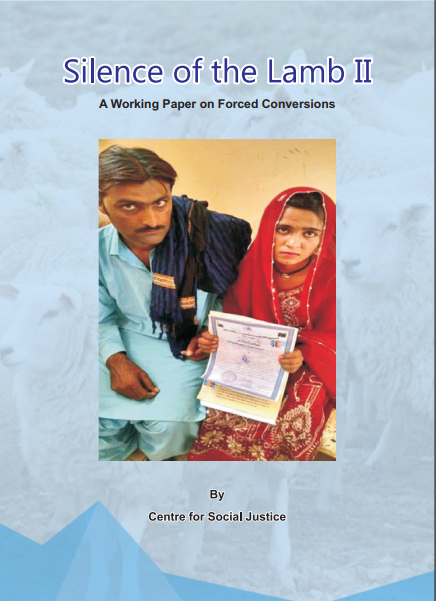 Silence of the Lamb II
A Working Paper on Forced Conversions
By
Centre for Social Justice